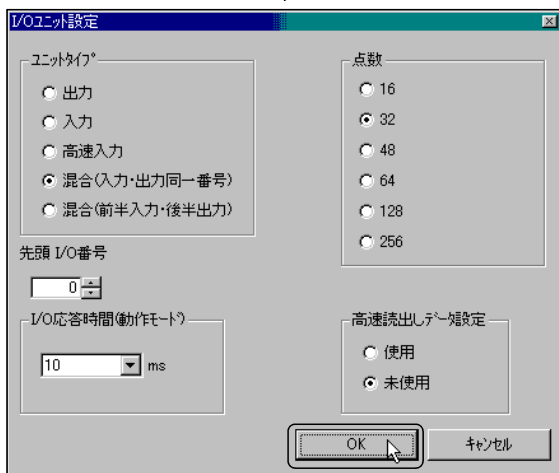 I/Oユニット設定
ユニットタイプ
出力
入力
高速入力
混合(入力・出力同一番号)
混合(前半入力・後半出力)
先頭 I/O番号
0
I/O応答時間(動作モード)
10 ms
点数
16
32
48
64
128
256
高速読出しデータ設定
使用
未使用
OK キャンセル